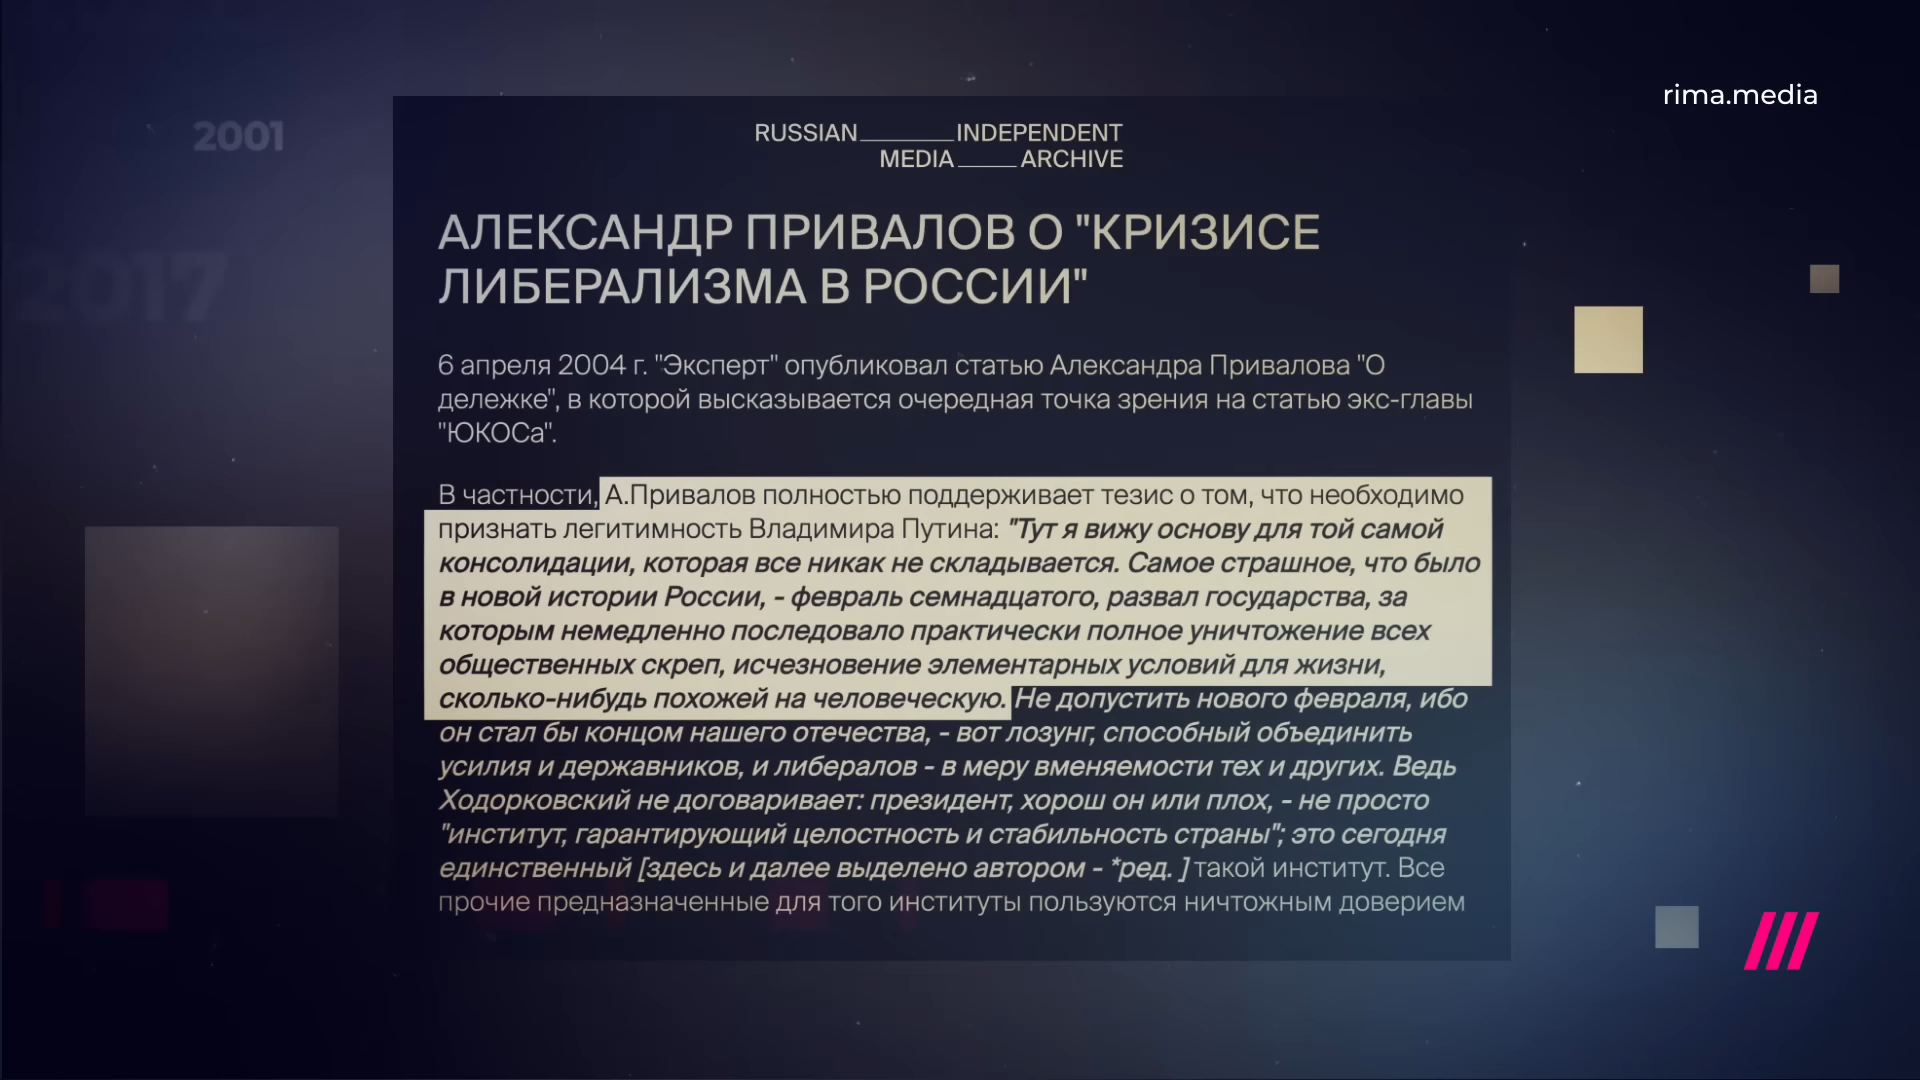 rima.media
2001
2017
RUSSIAN INDEPENDENT
MEDIA ARCHIVE
АЛЕКСАНДР ПРИВАЛОВ О "КРИЗИСЕ
ЛИБЕРАЛИЗМА В РОССИИ"
6 апреля 2004 г. "Эксперт" опубликовал статью Александра Привалова "О
дележке", в которой высказывается очередная точка зрения на статью экс-главы
"ЮКОСа".
В частности, А.Привалов полностью поддерживает тезис о том, что необходимо
признать легитимность Владимира Путина: "Тут я вижу основу для той самой
консолидации, которая все никак не складывается. Самое страшное, что было
в новой истории России, - февраль семнадцатого, развал государства, за
которым немедленно последовало практически полное уничтожение всех
общественных скреп, исчезновение элементарных условий для жизни,
сколько-нибудь похожей на человеческую. Не допустить нового февраля, ибо
он стал бы концом нашего отечества, - вот лозунг, способный объединить
усилия и державников, и либералов - в меру вменяемости тех и других. Ведь
Ходорковский не договаривает: президент, хорош он или плох, - не просто
"институт, гарантирующий целостность и стабильность страны"; это сегодня
единственный [здесь и далее выделено автором - *ред. ] такой институт. Все
прочие предназначенные для того институты пользуются ничтожным доверием